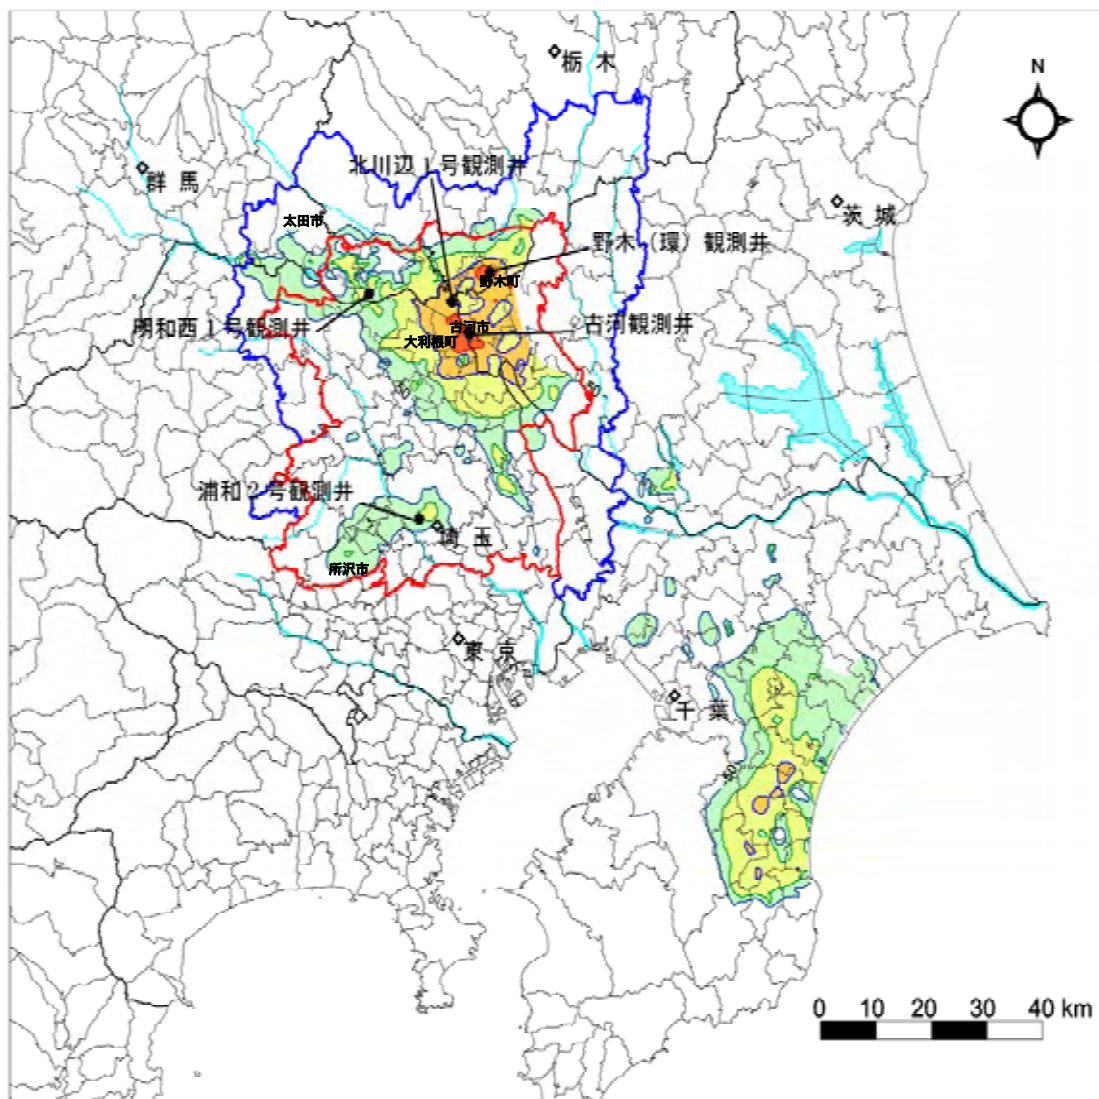 栃 木
N
北川辺１号観測井
群 馬
茨 城
太田市
野木（環）観測井
野木町
明和西１号観測井
古河市
古河観測井
大利根町
50
50
浦和２号観測井
埼 玉
所沢市
東 京
千 葉
50
0 10 20 30 40 km